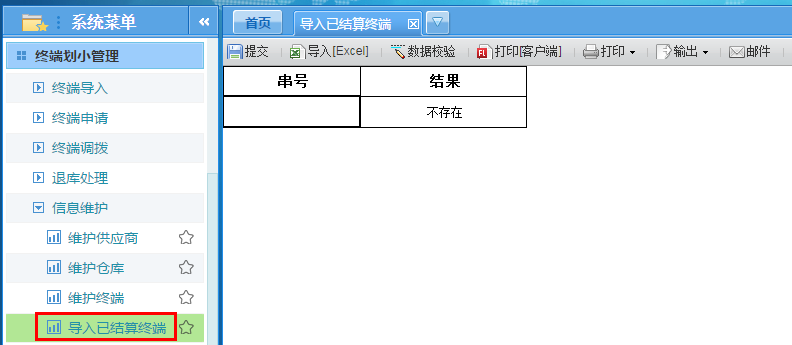 系统菜单 «
首页 导入已结算终端
终端划小管理
提交 导入[Excel] 数据校验 打印[客户端] 打印 输出 邮件
终端导入
终端申请
终端调拨
退库处理
信息维护
维护供应商
维护仓库
维护终端
导入已结算终端
串号 结果
不存在